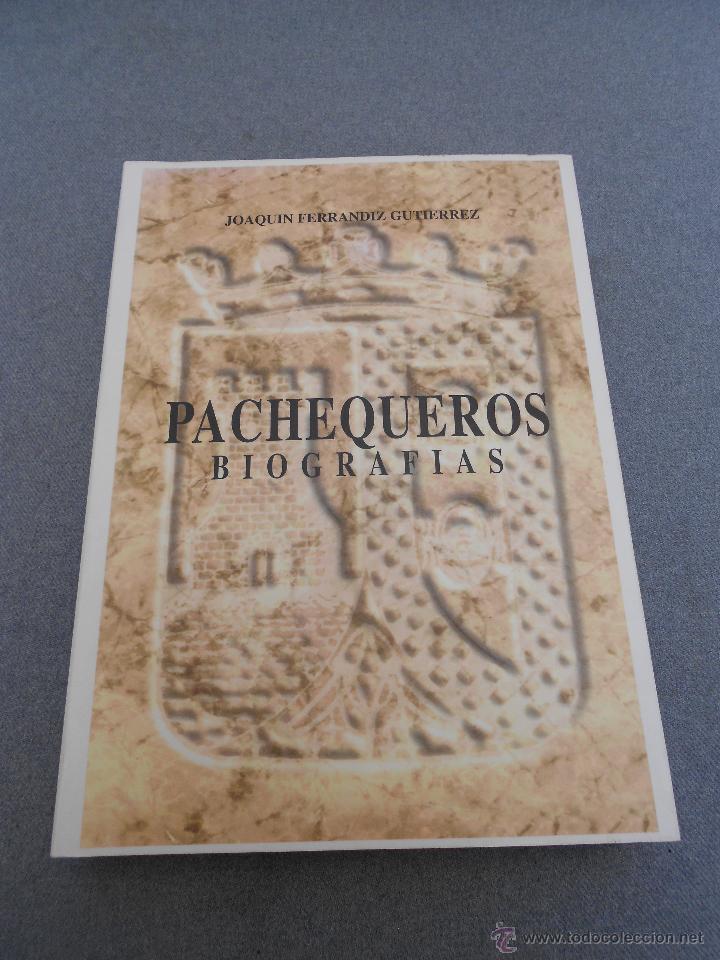 JOAQUIN FERRANDIZ GUTIERREZ
PACHEQUEROS
BIOGRAFIAS
© www.todocoleccion.net